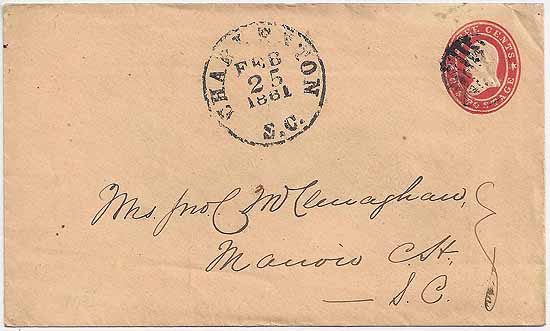 CHARLESTON
FEB
25
1861
S.C.
THREE CENTS
U.S. POSTAGE
Mrs. Jno. C McClenaghan,
Marion C.H.
S.C.